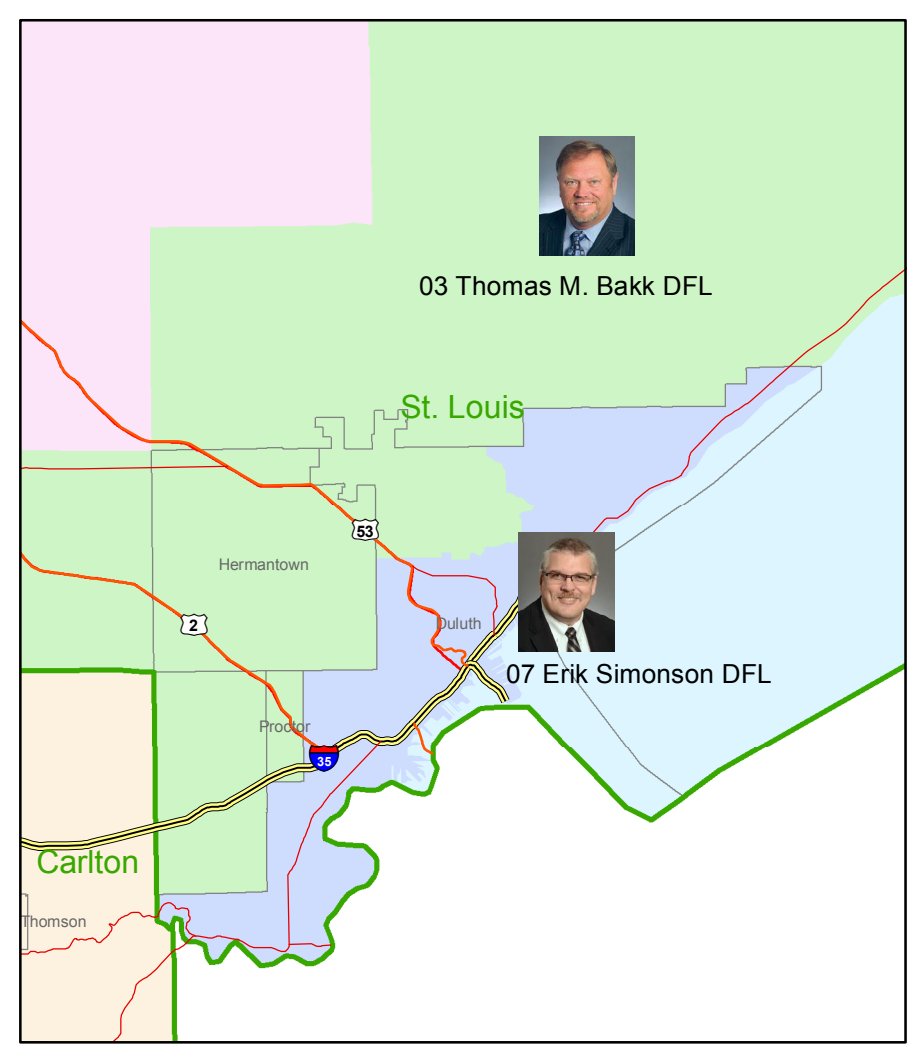 03 Thomas M. Bakk DFL
St. Louis
53
Hermantown
2
Duluth
07 Erik Simonson DFL
Proctor
35
Carlton
Thomson